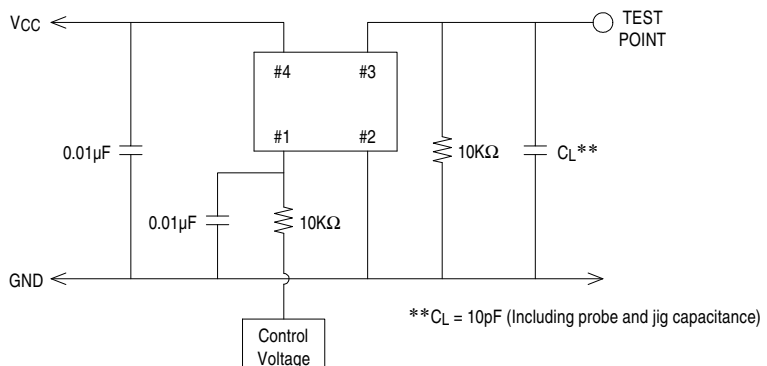 VCC
TEST
POINT
#4
#3
#1
#2
0.01µF
10KΩ
CL**
0.01µF
10KΩ
GND
**CL = 10pF (Including probe and jig capacitance)
Control
Voltage